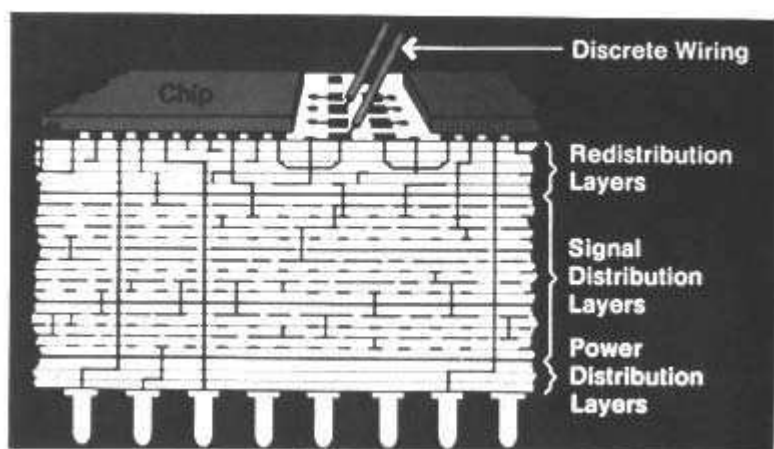 Discrete Wiring
Chip
Redistribution
Layers
Signal
Distribution
Layers
Power
Distribution
Layers